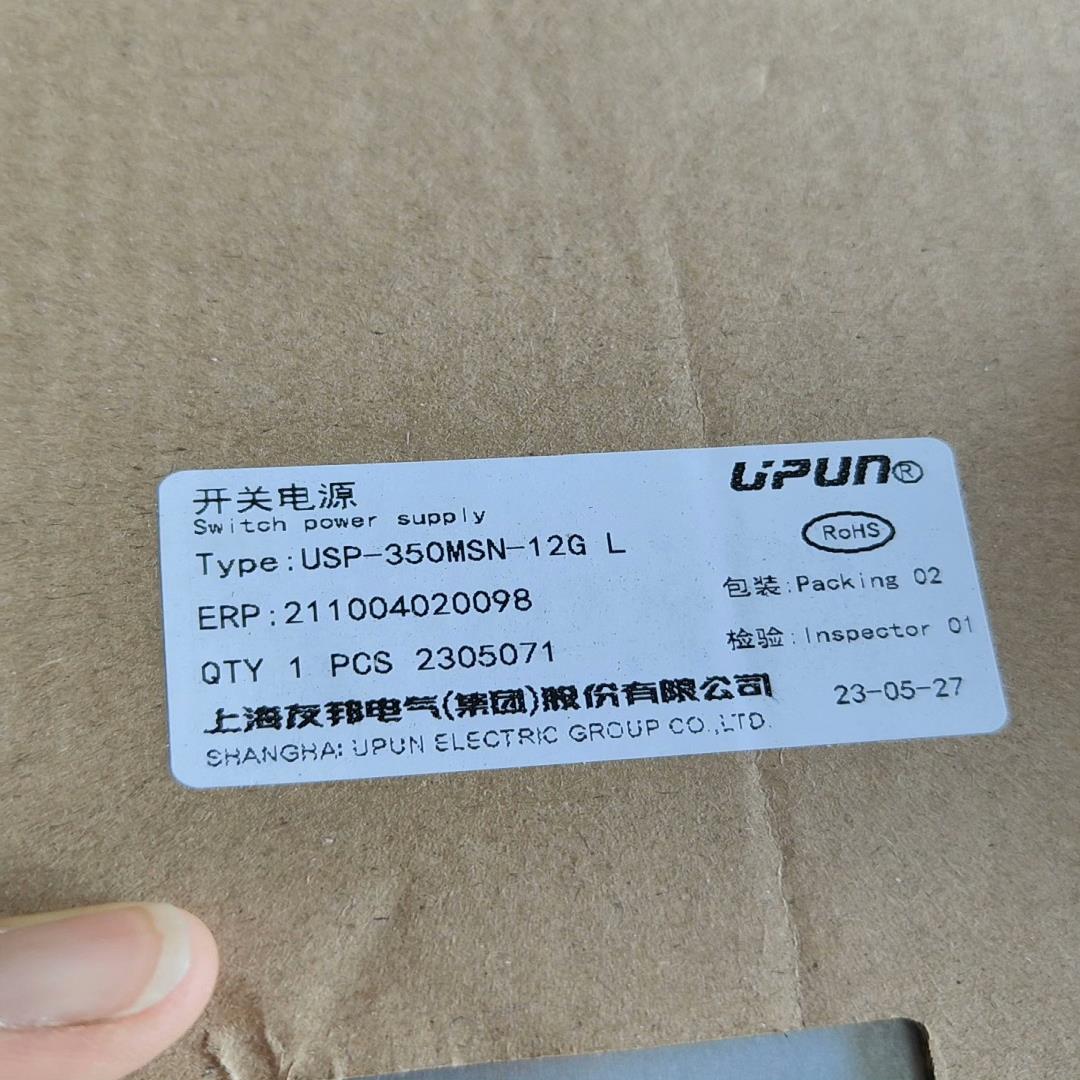 开关电源
Switch power supply
UPUN®
RoHS
Type:USP-350MSN-12G L
ERP:211004020098
包装:Packing 02
QTY 1 PCS 2305071
检验:Inspector 01
上海友邦电气(集团)股份有限公司
23-05-27
SHANGHAI UPUN ELECTRIC GROUP CO.,LTD.